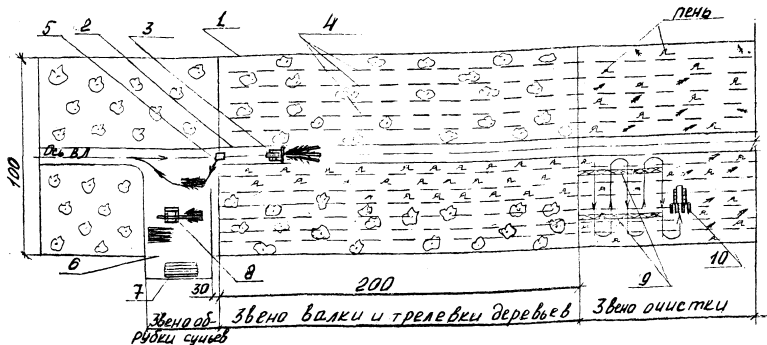 5 2 3 1 4 пень
Ось ВЛ
100
6 7 30 8 200 9 10
Звено об-
рубки сучьев
Звено валки и трелевки деревьев
Звено очистки